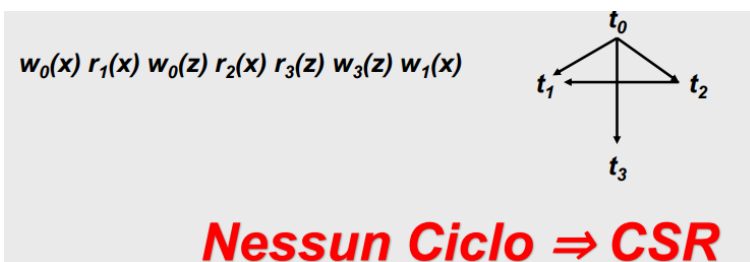 t₀
w₀(x) r₁(x) w₀(z) r₂(x) r₃(z) w₃(z) w₁(x)
t₁ t₂
t₃
Nessun Ciclo ⇒ CSR